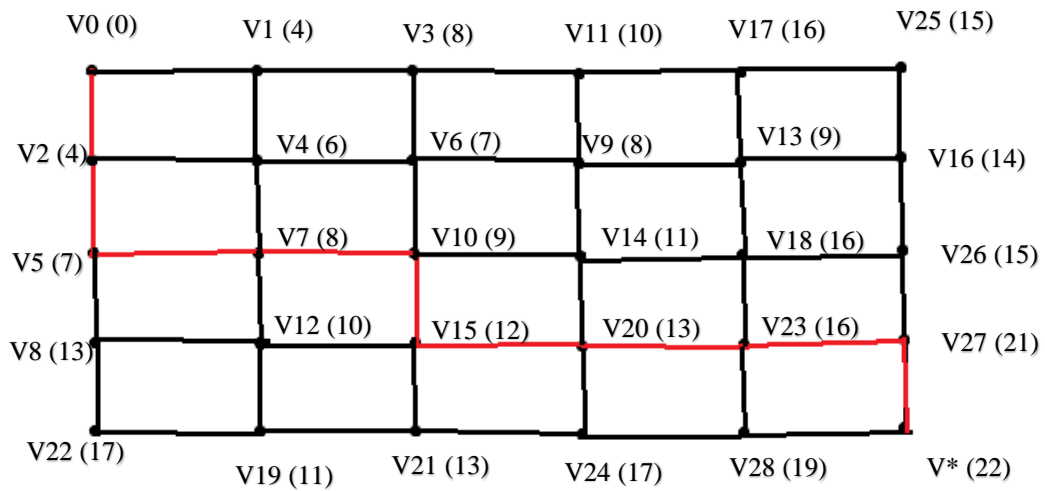 V0 (0) V1 (4) V3 (8) V11 (10) V17 (16) V25 (15)
V2 (4) V4 (6) V6 (7) V9 (8) V13 (9) V16 (14)
V5 (7) V7 (8) V10 (9) V14 (11) V18 (16) V26 (15)
V8 (13) V12 (10) V15 (12) V20 (13) V23 (16) V27 (21)
V22 (17) V19 (11) V21 (13) V24 (17) V28 (19) V* (22)